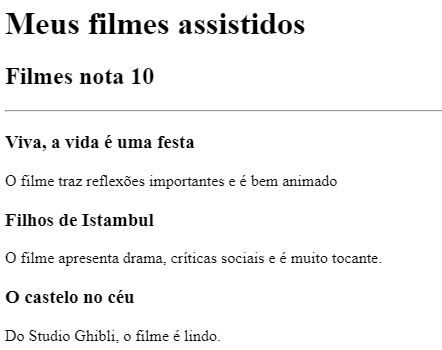 Meus filmes assistidos
Filmes nota 10
Viva, a vida é uma festa
O filme traz reflexões importantes e é bem animado
Filhos de Istambul
O filme apresenta drama, críticas sociais e é muito tocante.
O castelo no céu
Do Studio Ghibli, o filme é lindo.